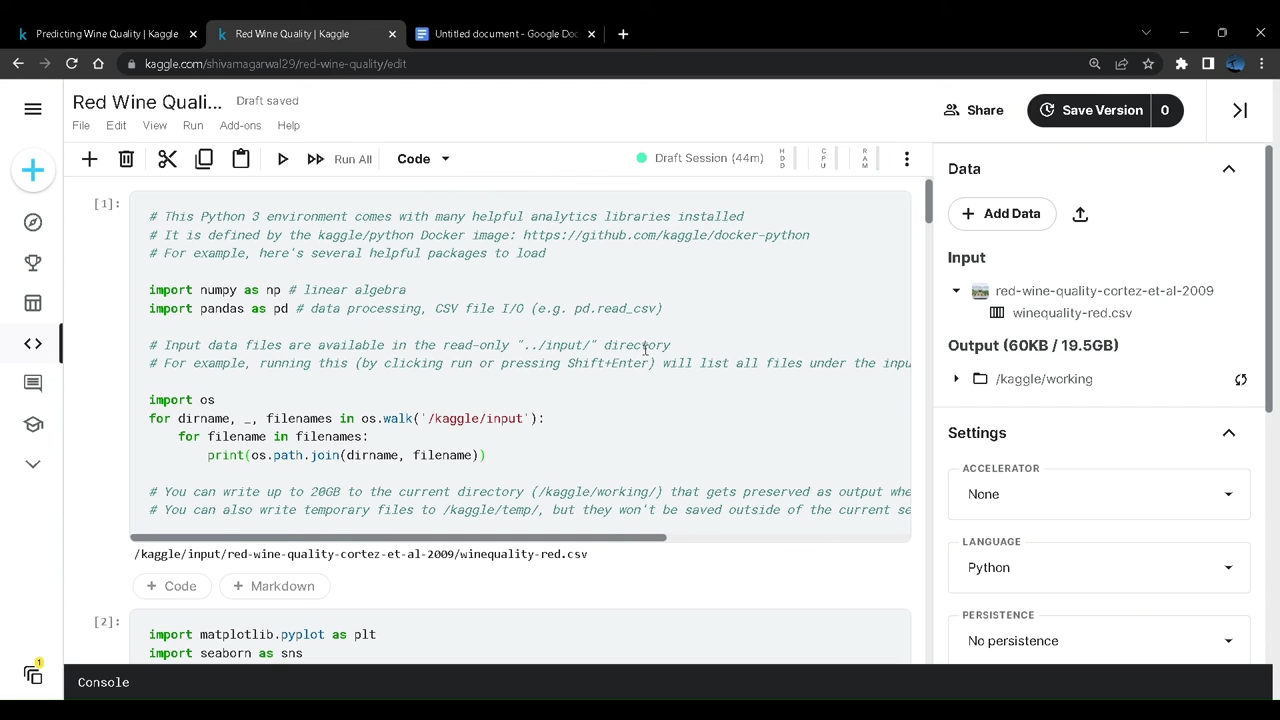 Predicting Wine Quality | Kaggle
Red Wine Quality | Kaggle
Untitled document - Google Doc
kaggle.com/shivamagarwal29/red-wine-quality/edit
Red Wine Quali...
Draft saved
File Edit View Run Add-ons Help
Share
Save Version 0
Run All
Code
Draft Session (44m)
HDD
CPU
RAM
[1]:
# This Python 3 environment comes with many helpful analytics libraries installed
# It is defined by the kaggle/python Docker image: https://github.com/kaggle/docker-python
# For example, here's several helpful packages to load
import numpy as np # linear algebra
import pandas as pd # data processing, CSV file I/O (e.g. pd.read_csv)
# Input data files are available in the read-only "../input/" directory
# For example, running this (by clicking run or pressing Shift+Enter) will list all files under the inpu
import os
for dirname, _, filenames in os.walk('/kaggle/input'):
for filename in filenames:
print(os.path.join(dirname, filename))
# You can write up to 20GB to the current directory (/kaggle/working/) that gets preserved as output whe
# You can also write temporary files to /kaggle/temp/, but they won't be saved outside of the current se
/kaggle/input/red-wine-quality-cortez-et-al-2009/winequality-red.csv
+ Code
+ Markdown
[2]:
import matplotlib.pyplot as plt
import seaborn as sns
Console
1
Data
+ Add Data
Input
red-wine-quality-cortez-et-al-2009
winequality-red.csv
Output (60KB / 19.5GB)
/kaggle/working
Settings
ACCELERATOR
None
LANGUAGE
Python
PERSISTENCE
No persistence